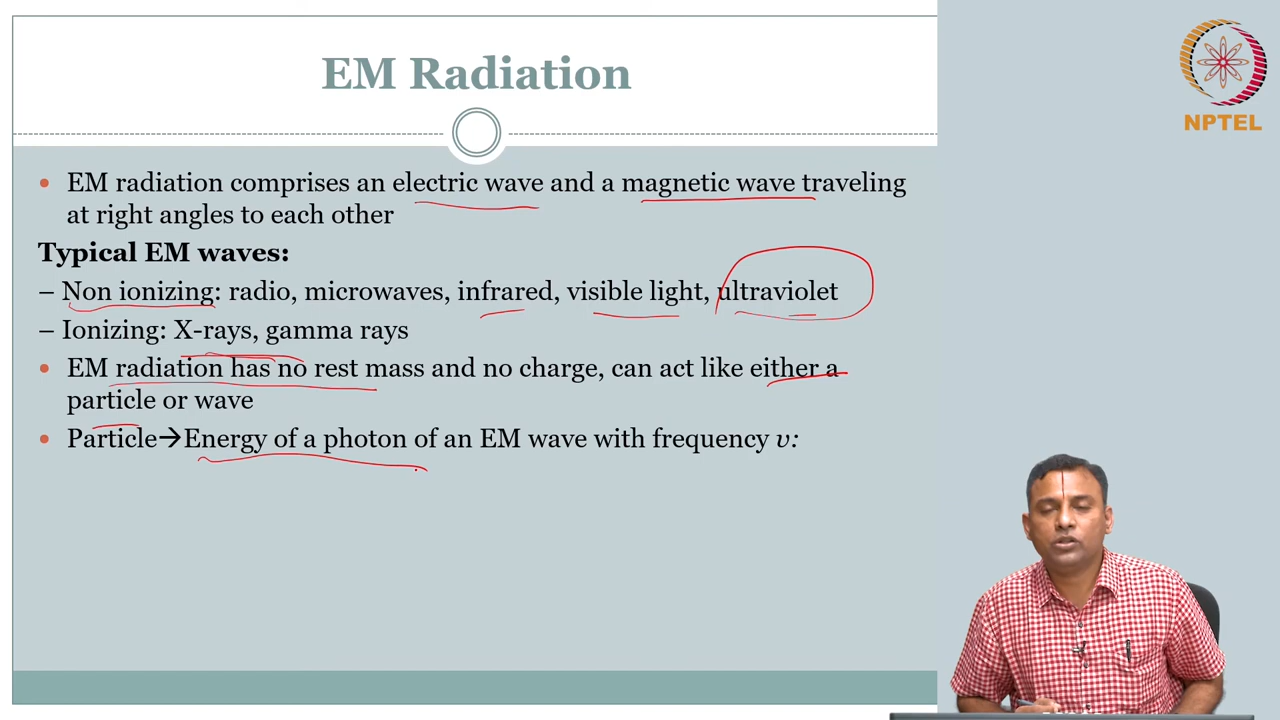 EM Radiation
NPTEL
• EM radiation comprises an electric wave and a magnetic wave traveling
at right angles to each other
Typical EM waves:
– Non ionizing: radio, microwaves, infrared, visible light, ultraviolet
– Ionizing: X-rays, gamma rays
• EM radiation has no rest mass and no charge, can act like either a
particle or wave
• Particle→Energy of a photon of an EM wave with frequency ν: